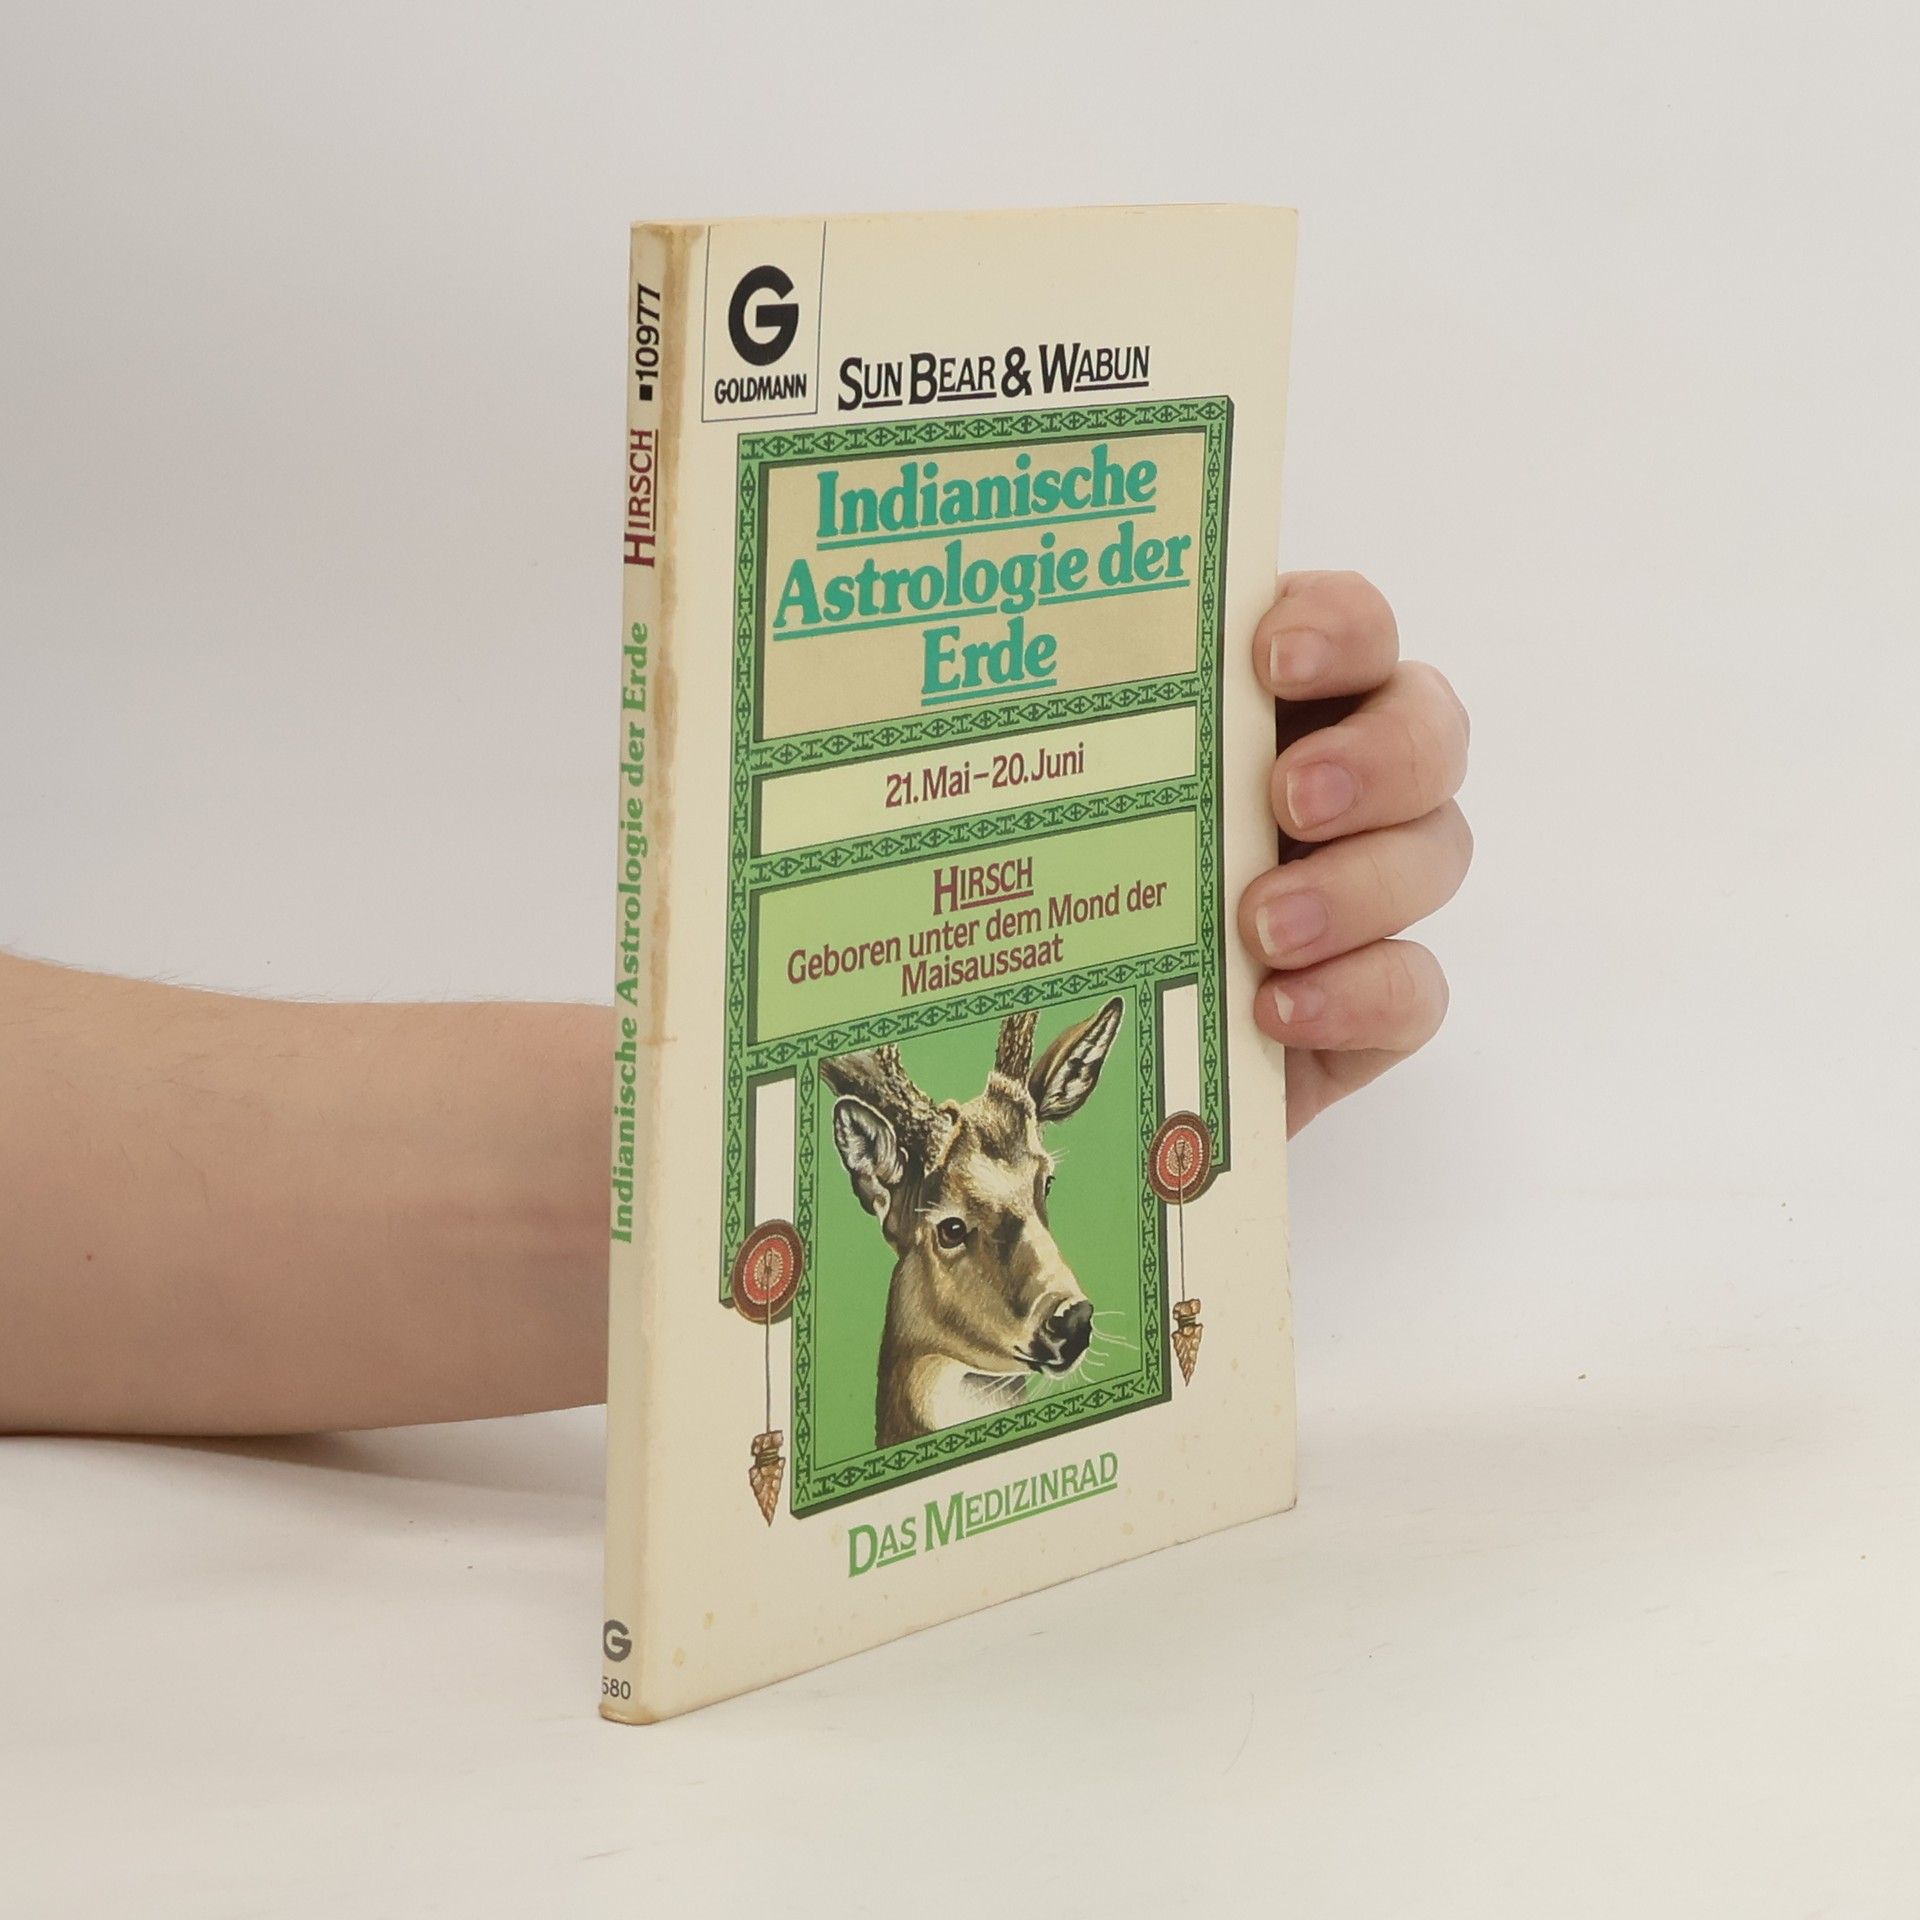 G
GOLDMANN
SUN BEAR & WABUN
Indianische
Astrologie der
Erde
21. Mai – 20. Juni
HIRSCH
Geboren unter dem Mond der
Maisaussaat
DAS MEDIZINRAD
Indianische Astrologie der Erde HIRSCH ■10977
G
580